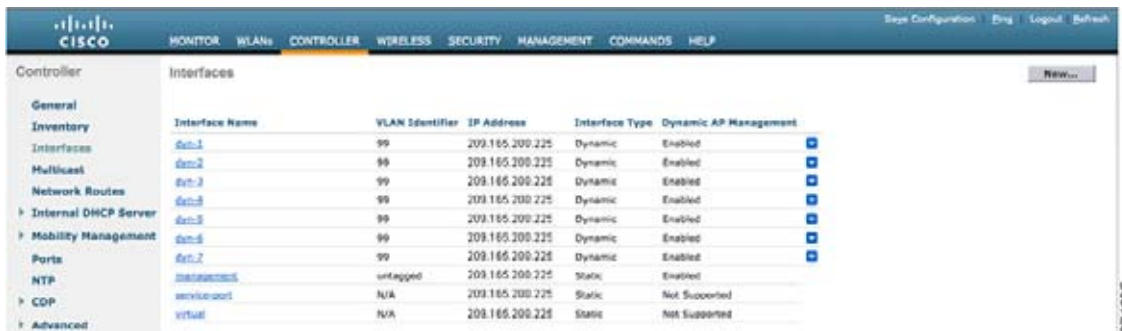 Save Configuration Ping Logout Refresh
CISCO MONITOR WLANs CONTROLLER WIRELESS SECURITY MANAGEMENT COMMANDS HELP
Controller
General
Inventory
Interfaces
Multicast
Network Routes
Internal DHCP Server
Mobility Management
Ports
NTP
CDP
Advanced
Interfaces
New...
Interface Name VLAN Identifier IP Address Interface Type Dynamic AP Management
dyn-1 99 209.165.200.225 Dynamic Enabled
dyn-2 99 209.165.200.225 Dynamic Enabled
dyn-3 99 209.165.200.225 Dynamic Enabled
dyn-4 99 209.165.200.225 Dynamic Enabled
dyn-5 99 209.165.200.225 Dynamic Enabled
dyn-6 99 209.165.200.225 Dynamic Enabled
dyn-7 99 209.165.200.225 Dynamic Enabled
management untagged 209.165.200.225 Static Enabled
service-port N/A 209.165.200.225 Static Not Supported
virtual N/A 209.165.200.225 Static Not Supported